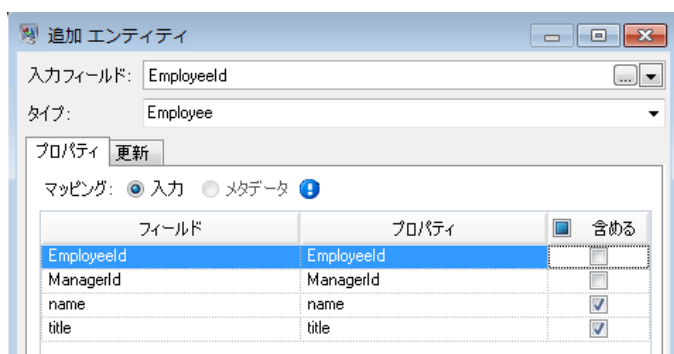 追加 エンティティ
入力フィールド: EmployeeId ...
タイプ: Employee
プロパティ 更新
マッピング: 入力 メタデータ
フィールド プロパティ 含める
EmployeeId EmployeeId
ManagerId ManagerId
name name
title title